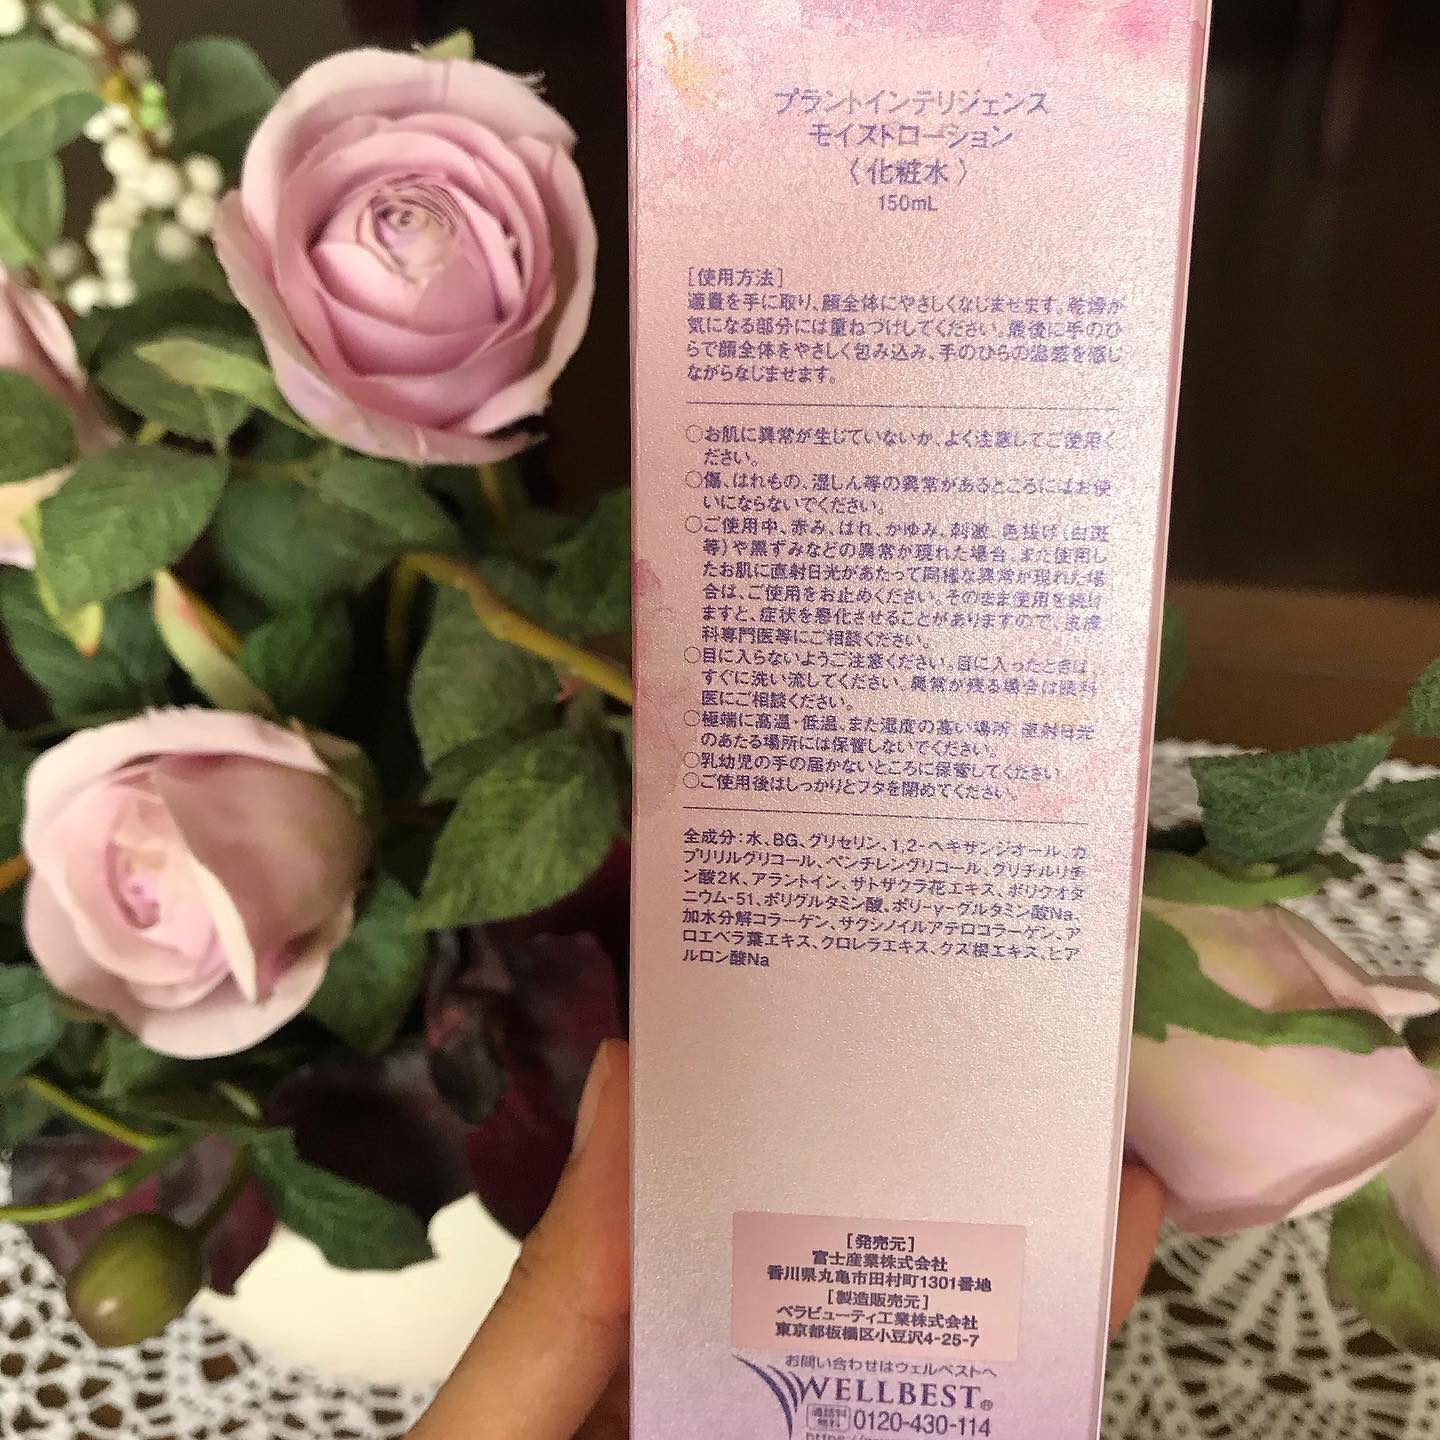 プラントインテリジェンス
モイストローション
〈化粧水〉
150mL
[使用方法]
適量を手に取り、顔全体にやさしくなじませます。乾燥が
気になる部分には重ねつけしてください。最後に手のひ
らで顔全体をやさしく包み込み、手のひらの温感を感じ
ながらなじませます。
○お肌に異常が生じていないか、よく注意してご使用く
ださい。
○傷、はれもの、湿しん等の異常があるところにはお使
いにならないでください。
○ご使用中、赤み、はれ、かゆみ、刺激、色抜け(白斑
等)や黒ずみなどの異常が現れた場合、また使用し
たお肌に直射日光があたって同様な異常が現れた場
合は、ご使用をお止めください。そのまま使用を続け
ますと、症状を悪化させることがありますので、皮膚
科専門医等にご相談ください。
○目に入らないようご注意ください。目に入ったときは、
すぐに洗い流してください。異常が残る場合は眼科
医にご相談ください。
○極端に高温・低温、また湿度の高い場所、直射日光
のあたる場所には保管しないでください。
○乳幼児の手の届かないところに保管してください。
○ご使用後はしっかりとフタを閉めてください。
全成分:水、BG、グリセリン、1,2-ヘキサンジオール、カ
プリリルグリコール、ペンチレングリコール、グリチルリチ
ン酸2K、アラントイン、サトザクラ花エキス、ポリクオタ
ニウム-51、ポリグルタミン酸、ポリ-γ-グルタミン酸Na、
加水分解コラーゲン、サクシノイルアテロコラーゲン、ア
ロエベラ葉エキス、クロレラエキス、クズ根エキス、ヒア
ルロン酸Na
[発売元]
富士産業株式会社
香川県丸亀市田村町1301番地
[製造販売元]
ベラビューティ工業株式会社
東京都板橋区小豆沢4-25-7
お問い合わせはウェルベストへ
WELLBEST®
通話料
無料 0120-430-114